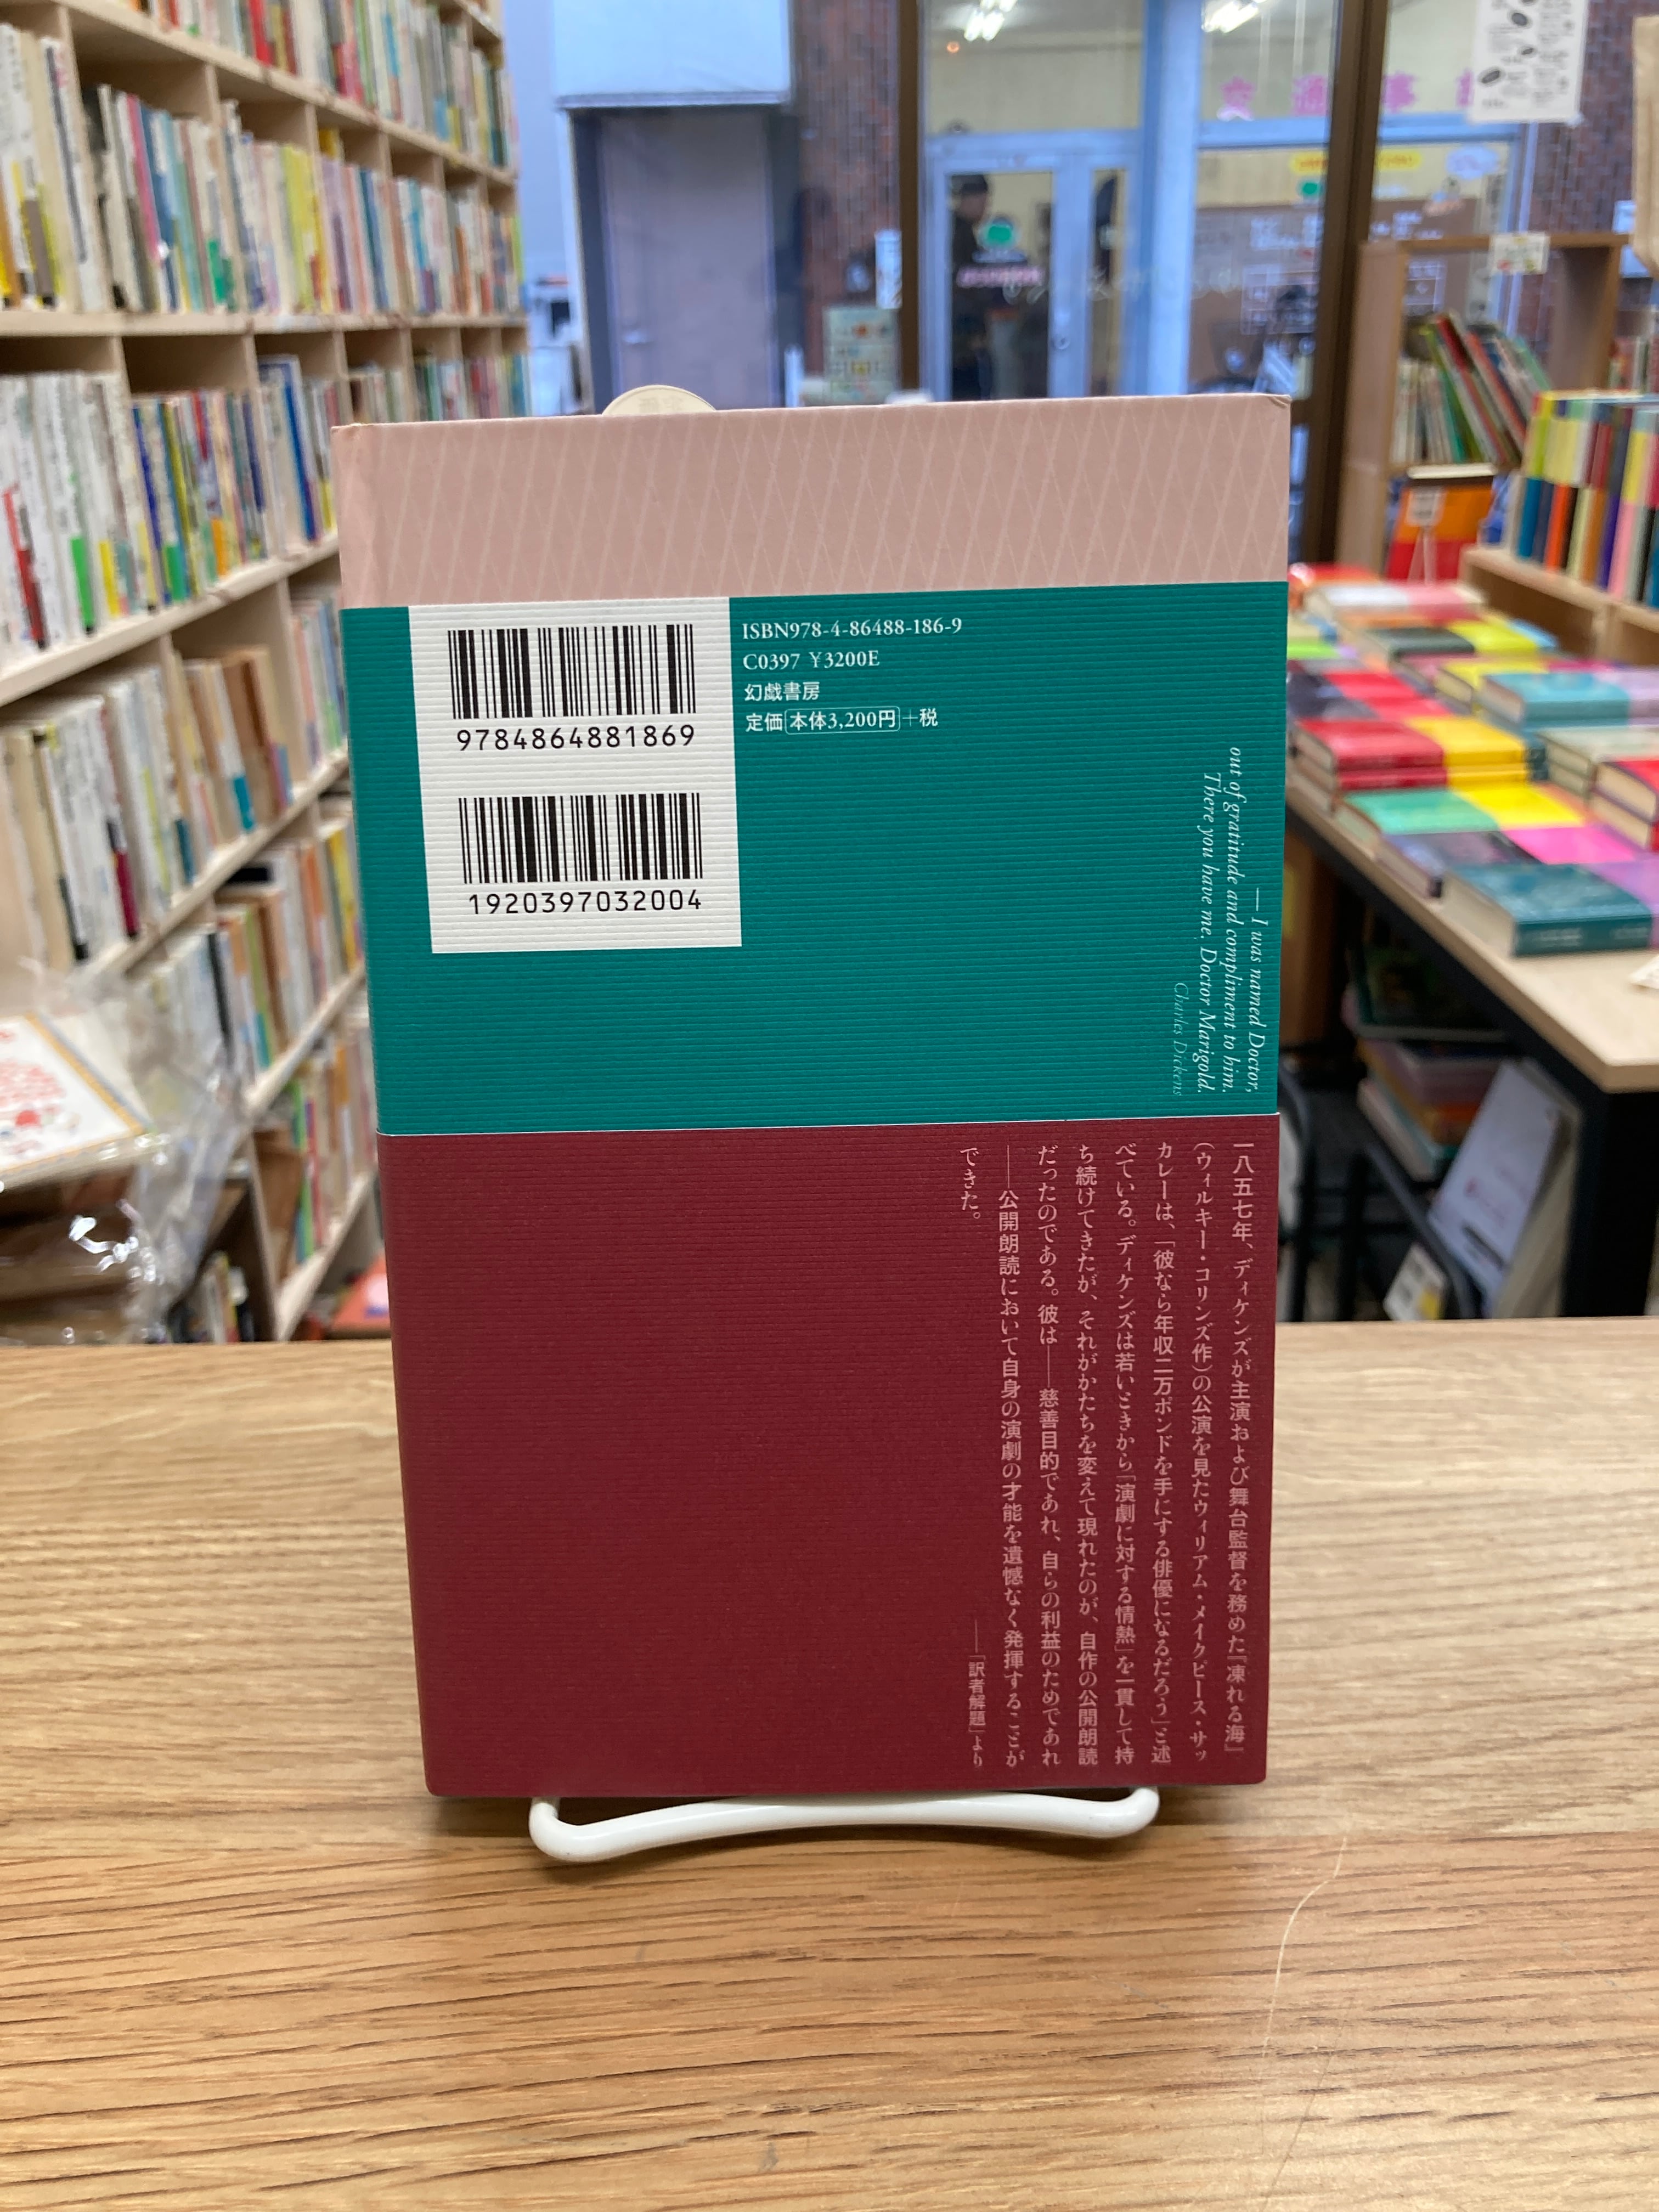 ISBN978-4-86488-186-9
C0397 ¥3200E
幻戯書房
定価 本体3,200円+税
9784864881869
1920397032004
— I was named Doctor,
out of gratitude and compliment to him.
There you have me. Doctor Marigold.
Charles Dickens
一八五七年、ディケンズが主演および舞台監督を務めた『凍れる海』
(ウィルキー・コリンズ作)の公演を見たウィリアム・メイクピース・サッ
カレーは、「彼なら年収二万ポンドを手にする俳優になるだろう」と述
べている。ディケンズは若いときから「演劇に対する情熱」を一貫して持
ち続けてきたが、それがかたちを変えて現れたのが、自作の公開朗読
だったのである。彼は——慈善目的であれ、自らの利益のためであれ
——公開朗読において自身の演劇の才能を遺憾なく発揮することが
できた。
——「訳者解題」より
交通事